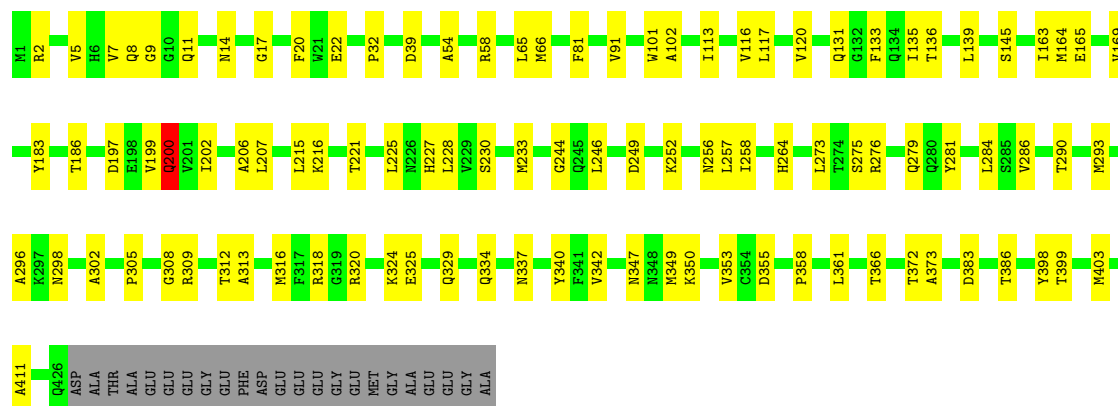 M1 R2 V5 H6 V7 Q8 G9 G10 Q11 N14 G17 F20 W21 E22 P32 D39 A54 R58 L65 M66 F81 V91 W101 A102 I113 V116 L117 V120 Q131 G132 F133 Q134 I135 T136 L139 S145 I163 M164 E165 V169
Y183 T186 D197 E198 V199 Q200 V201 I202 A206 L207 L215 K216 T221 L225 N226 H227 L228 V229 S230 M233 G244 Q245 L246 D249 K252 N256 L257 I258 H264 L273 T274 S275 R276 Q279 Q280 Y281 L284 S285 V286 T290 M293
A296 K297 N298 A302 P305 G308 R309 T312 A313 M316 F317 R318 G319 R320 K324 E325 Q329 Q334 N337 Y340 F341 V342 N347 N348 M349 K350 V353 C354 D355 P358 L361 T366 T372 A373 D383 T386 Y398 T399 M403
A411 Q426 ASP ALA THR ALA GLU GLU GLU GLY GLU PHE ASP GLU GLU GLU GLY GLU MET GLY ALA GLU GLU GLY ALA